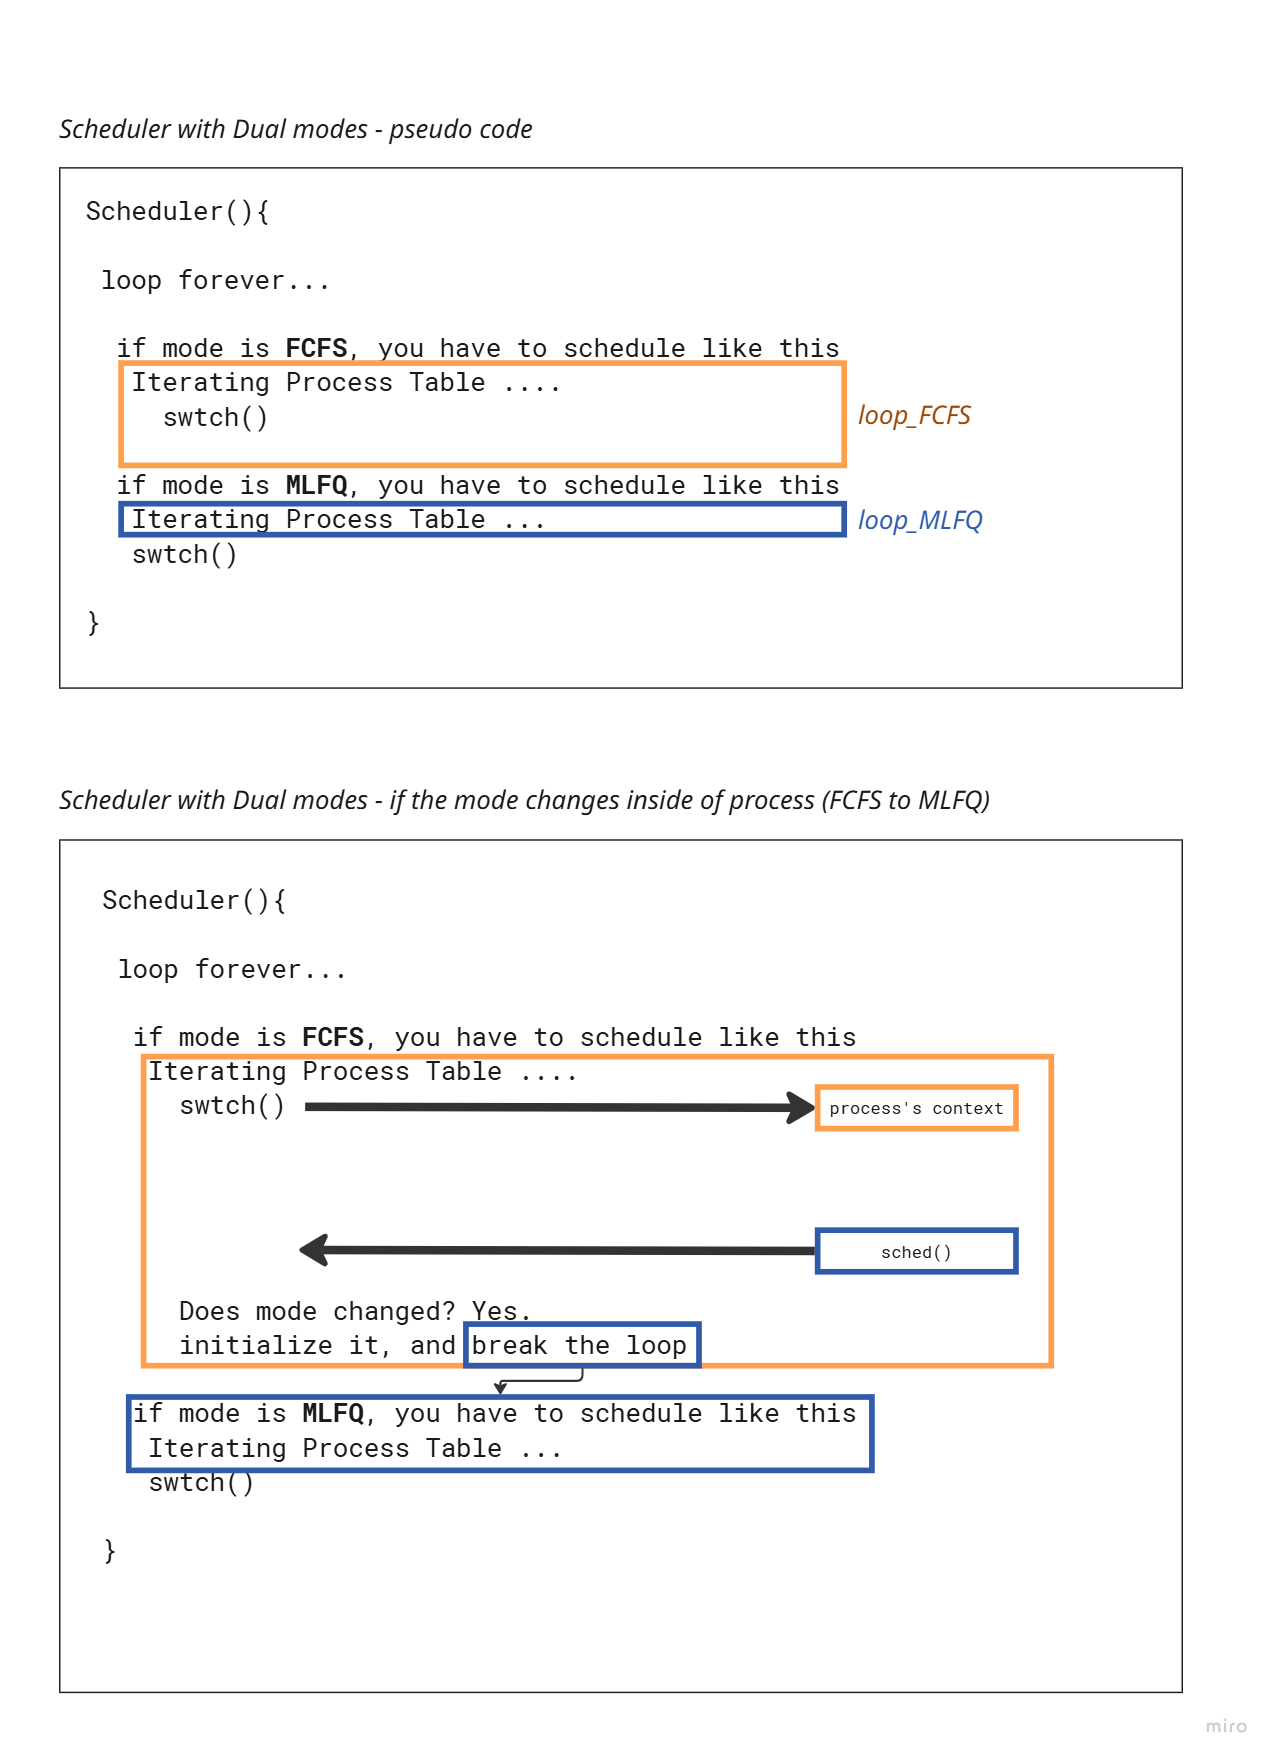 Scheduler with Dual modes - pseudo code
Scheduler(){
loop forever...
if mode is FCFS, you have to schedule like this
Iterating Process Table ....
swtch()
loop_FCFS
if mode is MLFQ, you have to schedule like this
Iterating Process Table ...
loop_MLFQ
swtch()
}
Scheduler with Dual modes - if the mode changes inside of process (FCFS to MLFQ)
Scheduler(){
loop forever...
if mode is FCFS, you have to schedule like this
Iterating Process Table ....
swtch()
process's context
sched()
Does mode changed? Yes.
initialize it, and break the loop
if mode is MLFQ, you have to schedule like this
Iterating Process Table ...
swtch()
}
miro